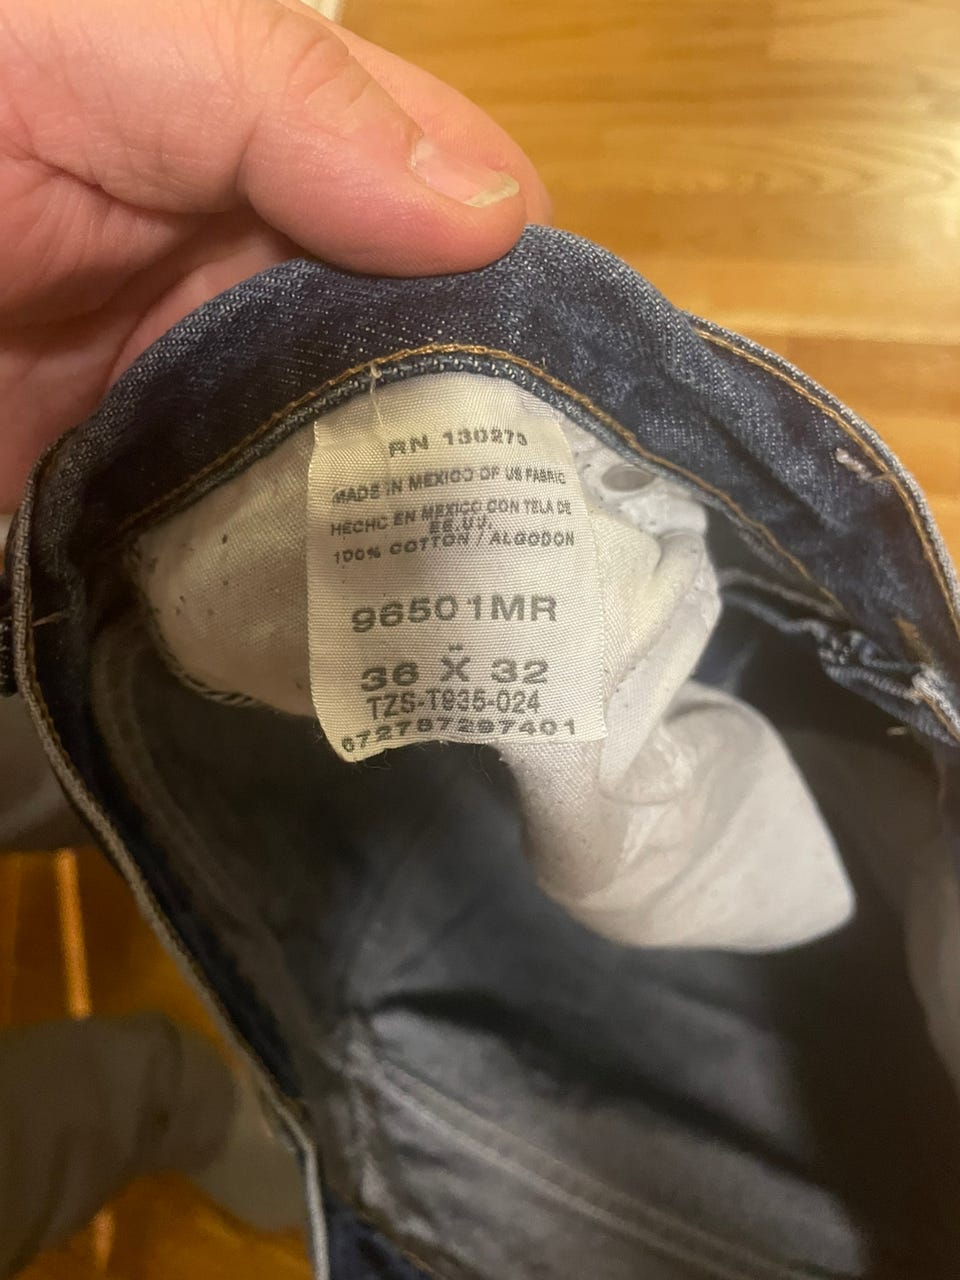 RN 130273
MADE IN MEXICO OF US FABRIC
HECHO EN MEXICO CON TELA DE
EE.UU.
100% COTTON / ALGODON
96501MR
36 X 32
TZS-T935-024
672787297401